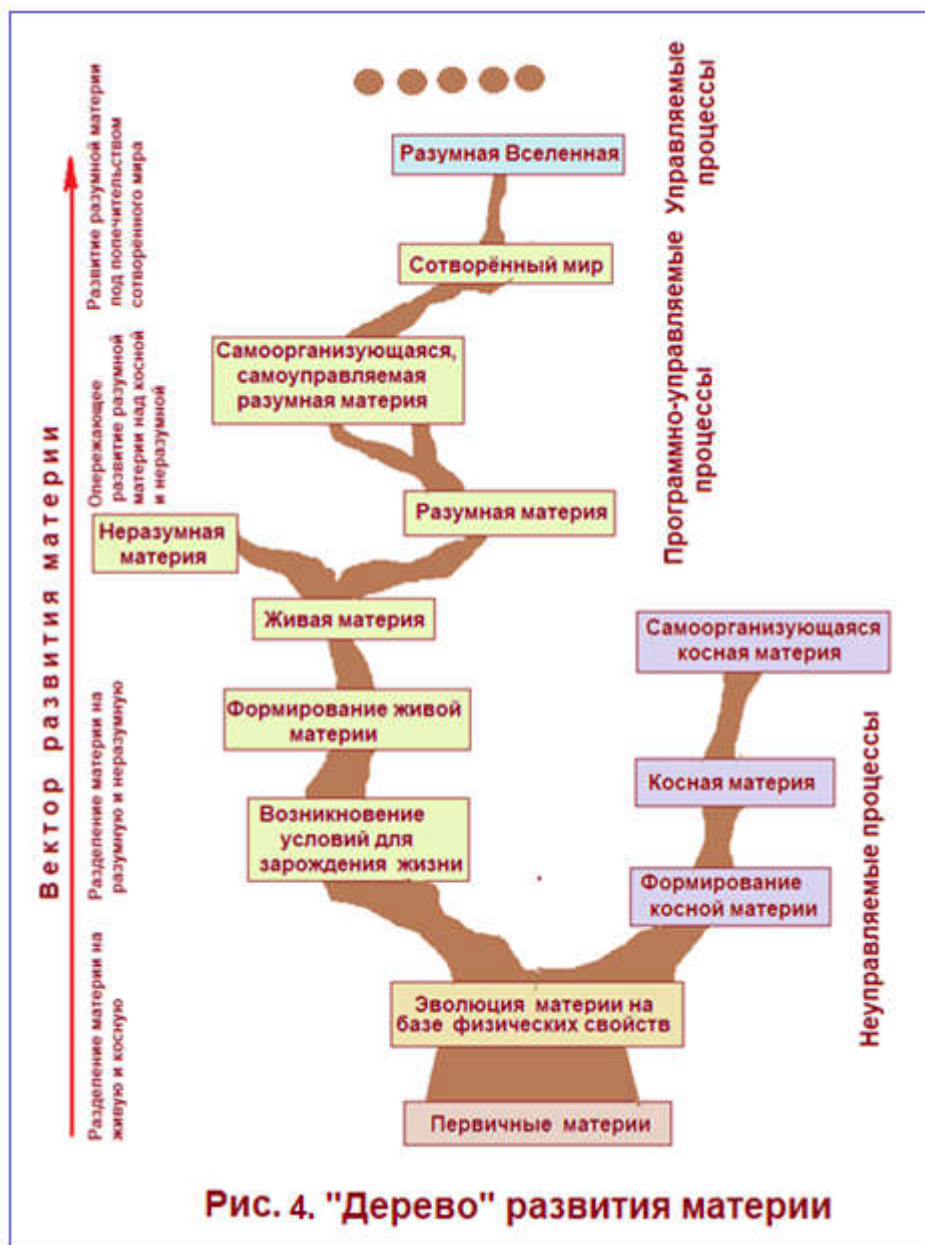 Разумная Вселенная
Сотворённый мир
Самоорганизующаяся,
самоуправляемая
разумная материя
Разумная материя
Неразумная
материя
Живая материя
Самоорганизующаяся
косная материя
Формирование живой
материи
Косная материя
Возникновение
условий для
зарождения жизни
Формирование
косной материи
Эволюция материи на
базе физических свойств
Первичные материи
Вектор развития материи
Развитие разумной материи
под попечительством
сотворённого мира
Опережающее
развитие разумной
материи над косной
и неразумной
Разделение материи на
разумную и неразумную
Разделение материи на
живую и косную
Управляемые
процессы
Программно-управляемые
процессы
Неуправляемые процессы
Рис. 4. "Дерево" развития материи